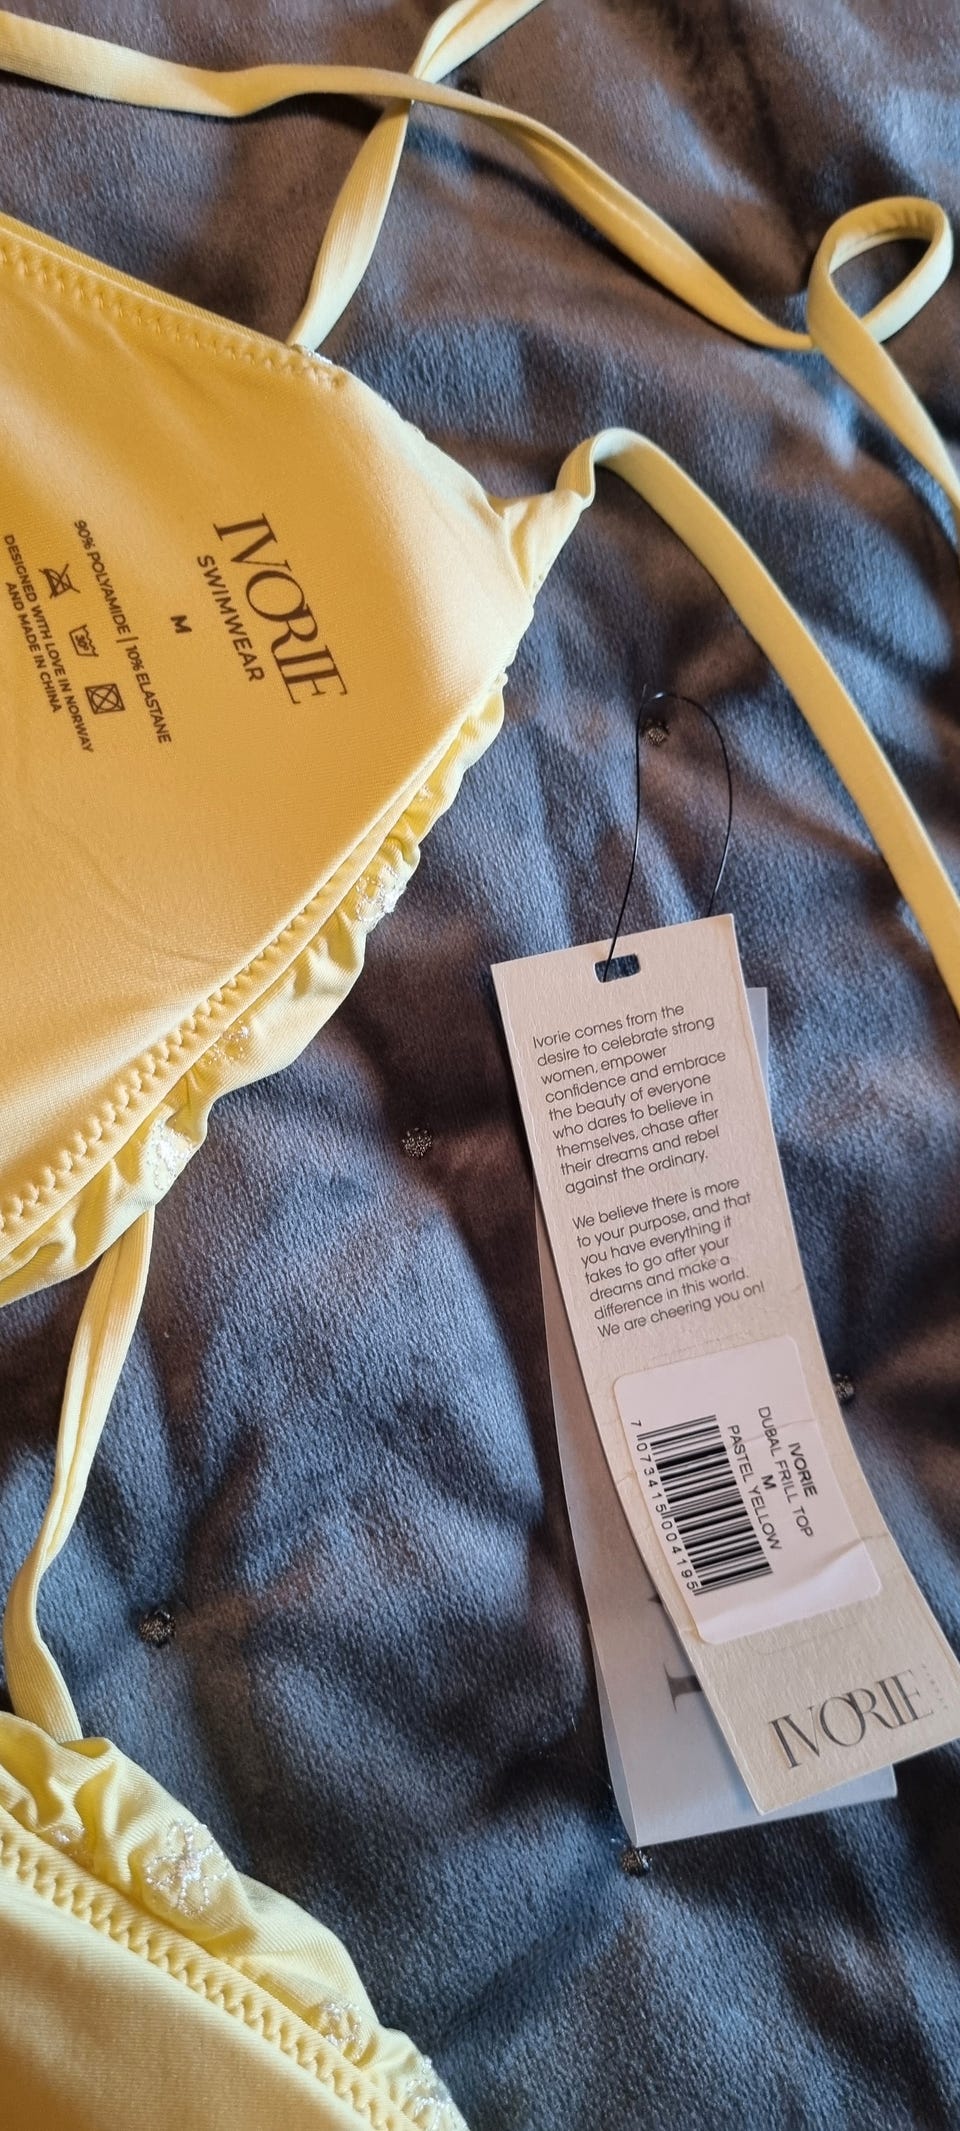 IVORIE
SWIMWEAR
M
90% POLYAMIDE | 10% ELASTANE
30°
DESIGNED WITH LOVE IN NORWAY
AND MADE IN CHINA
Ivorie comes from the
desire to celebrate strong
women, empower
confidence and embrace
the beauty of everyone
who dares to believe in
themselves, chase after
their dreams and rebel
against the ordinary.
We believe there is more
to your purpose, and that
you have everything it
takes to go after your
dreams and make a
difference in this world.
We are cheering you on!
IVORIE
DUBAL FRILL TOP
M
PASTEL YELLOW
7 073415 004195
IVORIE